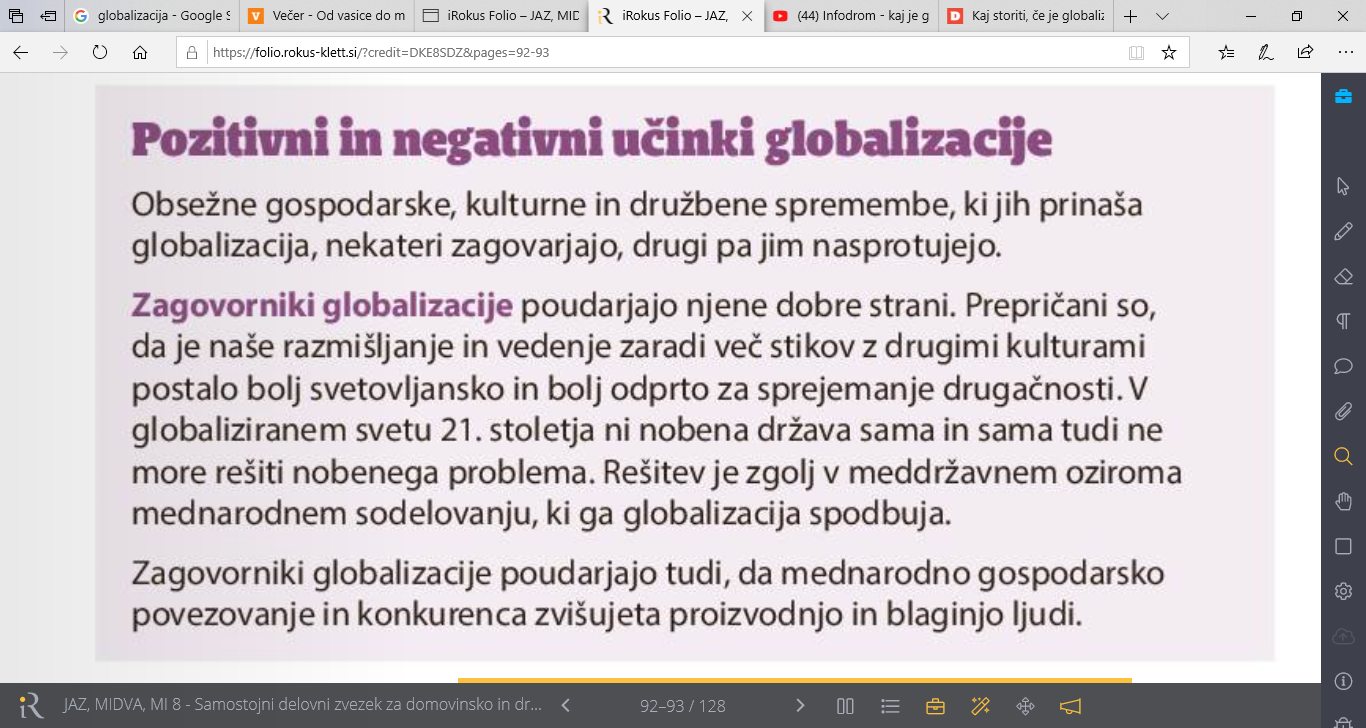 globalizacija - Google S
Večer - Od vasice do m
iRokus Folio – JAZ, MID
iRokus Folio – JAZ,
(44) Infodrom - kaj je g
Kaj storiti, če je globaliz
https://folio.rokus-klett.si/?credit=DKE8SDZ&pages=92-93
Pozitivni in negativni učinki globalizacije
Obsežne gospodarske, kulturne in družbene spremembe, ki jih prinaša
globalizacija, nekateri zagovarjajo, drugi pa jim nasprotujejo.
Zagovorniki globalizacije poudarjajo njene dobre strani. Prepričani so,
da je naše razmišljanje in vedenje zaradi več stikov z drugimi kulturami
postalo bolj svetovljansko in bolj odprto za sprejemanje drugačnosti. V
globaliziranem svetu 21. stoletja ni nobena država sama in sama tudi ne
more rešiti nobenega problema. Rešitev je zgolj v meddržavnem oziroma
mednarodnem sodelovanju, ki ga globalizacija spodbuja.
Zagovorniki globalizacije poudarjajo tudi, da mednarodno gospodarsko
povezovanje in konkurenca zvišujeta proizvodnjo in blaginjo ljudi.
iR
JAZ, MIDVA, MI 8 - Samostojni delovni zvezek za domovinsko in dr...
92–93 / 128